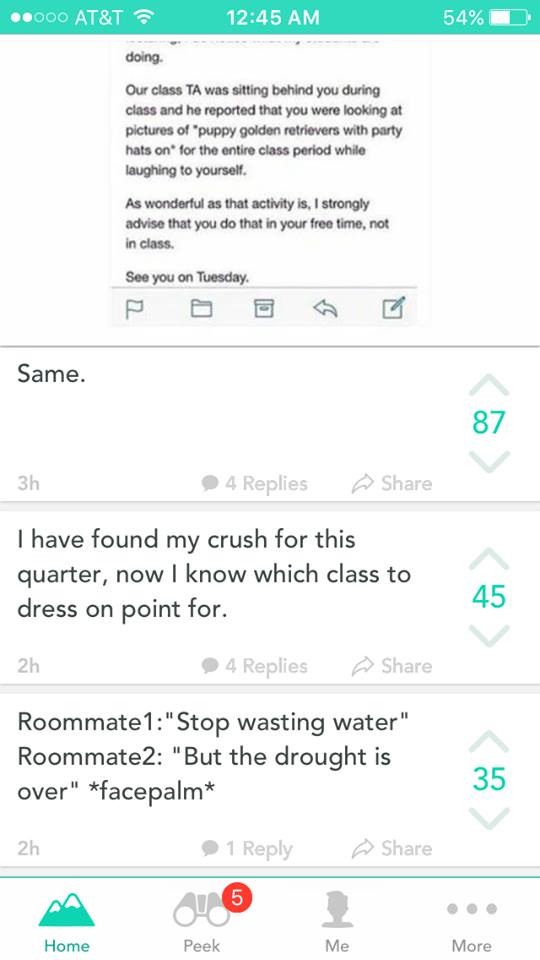 AT&T 12:45 AM 54%
doing.
Our class TA was sitting behind you during
class and he reported that you were looking at
pictures of "puppy golden retrievers with party
hats on" for the entire class period while
laughing to yourself.
As wonderful as that activity is, I strongly
advise that you do that in your free time, not
in class.
See you on Tuesday.
Same.
87
3h 4 Replies Share
I have found my crush for this
quarter, now I know which class to
dress on point for.
45
2h 4 Replies Share
Roommate1:"Stop wasting water"
Roommate2: "But the drought is
over" *facepalm*
35
2h 1 Reply Share
5
Home Peek Me More